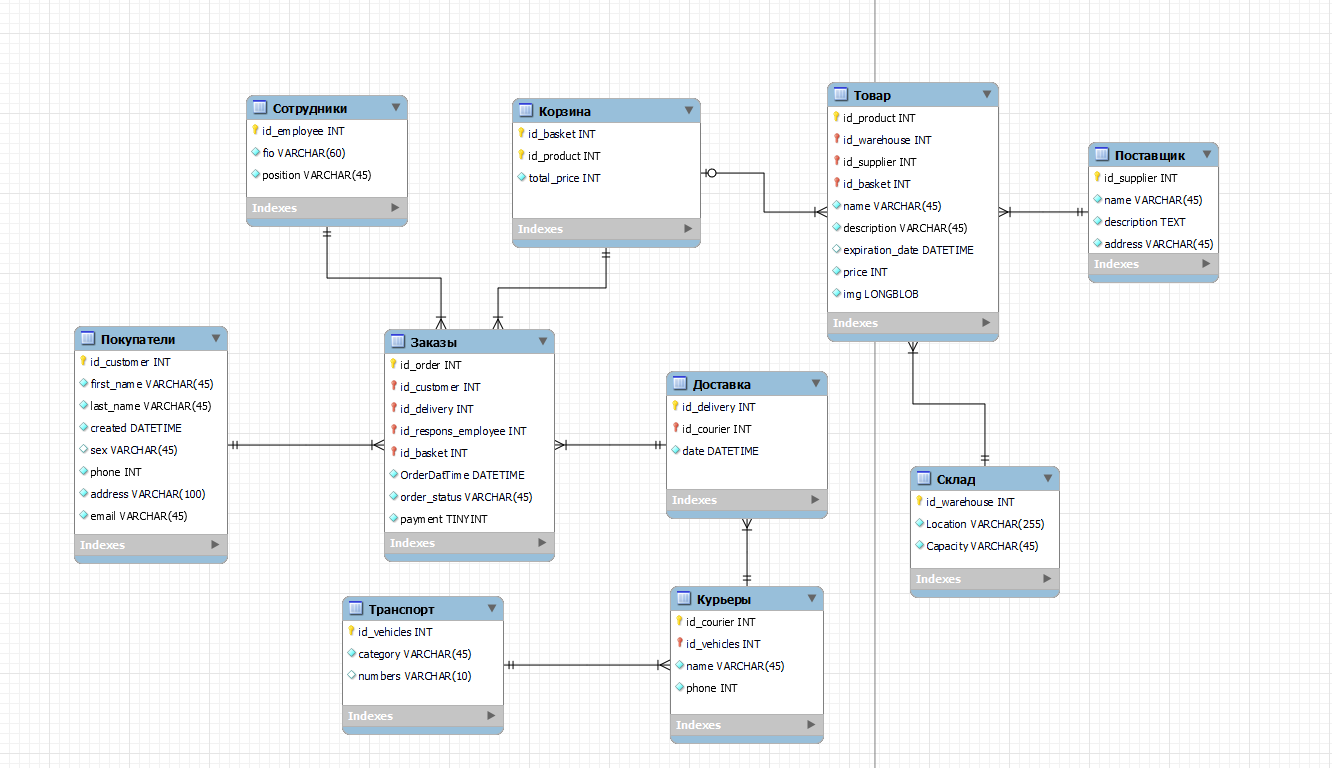 Сотрудники
id_employee INT
fio VARCHAR(60)
position VARCHAR(45)
Indexes
Корзина
id_basket INT
id_product INT
total_price INT
Indexes
Товар
id_product INT
id_warehouse INT
id_supplier INT
id_basket INT
name VARCHAR(45)
description VARCHAR(45)
expiration_date DATETIME
price INT
img LONGBLOB
Indexes
Поставщик
id_supplier INT
name VARCHAR(45)
description TEXT
address VARCHAR(45)
Indexes
Покупатели
id_customer INT
first_name VARCHAR(45)
last_name VARCHAR(45)
created DATETIME
sex VARCHAR(45)
phone INT
address VARCHAR(100)
email VARCHAR(45)
Indexes
Заказы
id_order INT
id_customer INT
id_delivery INT
id_respons_employee INT
id_basket INT
OrderDatTime DATETIME
order_status VARCHAR(45)
payment TINYINT
Indexes
Доставка
id_delivery INT
id_courier INT
date DATETIME
Indexes
Склад
id_warehouse INT
Location VARCHAR(255)
Capacity VARCHAR(45)
Indexes
Транспорт
id_vehicles INT
category VARCHAR(45)
numbers VARCHAR(10)
Indexes
Курьеры
id_courier INT
id_vehicles INT
name VARCHAR(45)
phone INT
Indexes